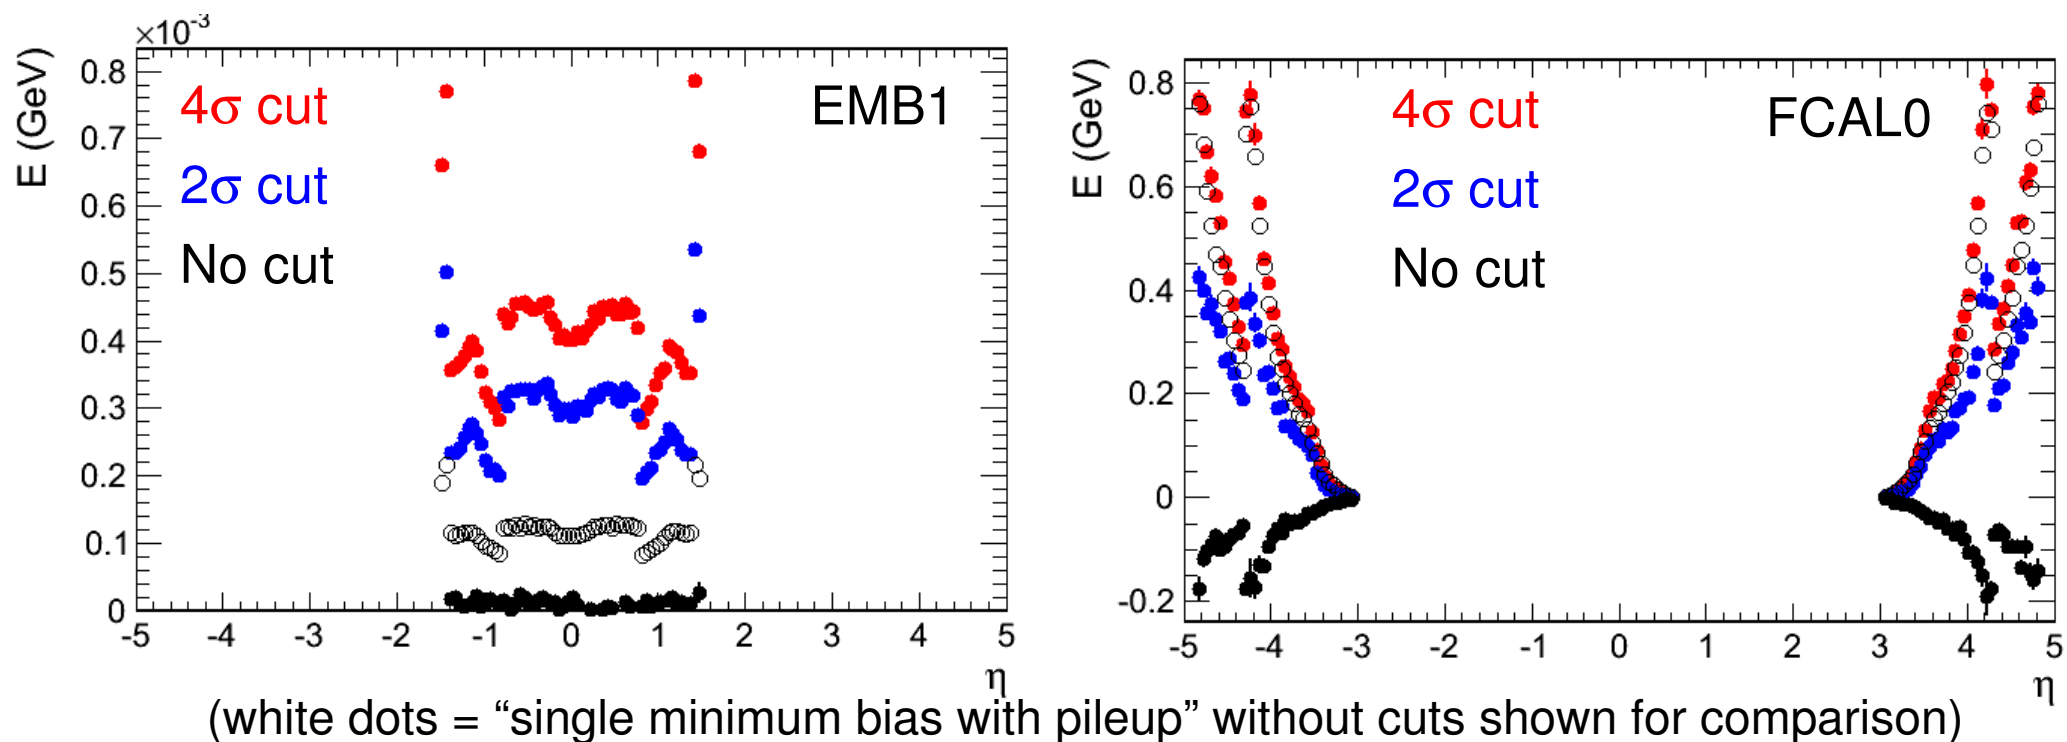 ×10⁻³
E (GeV)
4σ cut
2σ cut
No cut
EMB1
0.8
0.7
0.6
0.5
0.4
0.3
0.2
0.1
0
-5 -4 -3 -2 -1 0 1 2 3 4 5
η
E (GeV)
4σ cut
2σ cut
No cut
FCAL0
0.8
0.6
0.4
0.2
0
-0.2
-5 -4 -3 -2 -1 0 1 2 3 4 5
η
(white dots = “single minimum bias with pileup” without cuts shown for comparison)